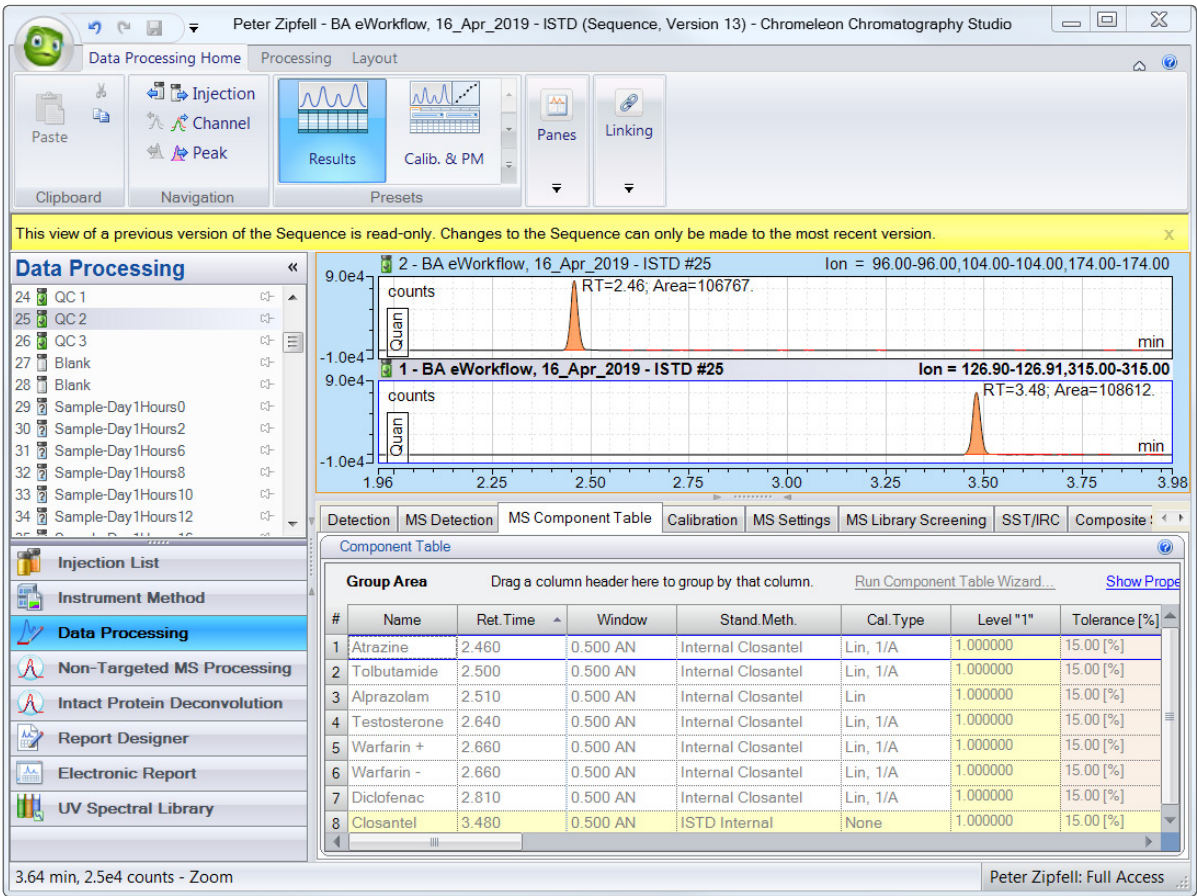 Peter Zipfell - BA eWorkflow, 16_Apr_2019 - ISTD (Sequence, Version 13) - Chromeleon Chromatography Studio
Data Processing Home Processing Layout
Paste
Clipboard
Injection
Channel
Peak
Navigation
Results
Calib. & PM
Presets
Panes
Linking
This view of a previous version of the Sequence is read-only. Changes to the Sequence can only be made to the most recent version. x
Data Processing «
24 QC 1
25 QC 2
26 QC 3
27 Blank
28 Blank
29 Sample-Day1Hours0
30 Sample-Day1Hours2
31 Sample-Day1Hours6
32 Sample-Day1Hours8
33 Sample-Day1Hours10
34 Sample-Day1Hours12
Injection List
Instrument Method
Data Processing
Non-Targeted MS Processing
Intact Protein Deconvolution
Report Designer
Electronic Report
UV Spectral Library
2 - BA eWorkflow, 16_Apr_2019 - ISTD #25 Ion = 96.00-96.00,104.00-104.00,174.00-174.00
9.0e4
counts
RT=2.46; Area=106767.
Quan
min
-1.0e4
1 - BA eWorkflow, 16_Apr_2019 - ISTD #25 Ion = 126.90-126.91,315.00-315.00
9.0e4
counts
RT=3.48; Area=108612.
Quan
min
-1.0e4
1.96 2.25 2.50 2.75 3.00 3.25 3.50 3.75 3.98
Detection MS Detection MS Component Table Calibration MS Settings MS Library Screening SST/IRC Composite
Component Table
Group Area Drag a column header here to group by that column. Run Component Table Wizard... Show Prope
# Name Ret.Time Window Stand.Meth. Cal.Type Level "1" Tolerance [%]
1 Atrazine 2.460 0.500 AN Internal Closantel Lin, 1/A 1.000000 15.00 [%]
2 Tolbutamide 2.500 0.500 AN Internal Closantel Lin, 1/A 1.000000 15.00 [%]
3 Alprazolam 2.510 0.500 AN Internal Closantel Lin 1.000000 15.00 [%]
4 Testosterone 2.640 0.500 AN Internal Closantel Lin, 1/A 1.000000 15.00 [%]
5 Warfarin + 2.660 0.500 AN Internal Closantel Lin, 1/A 1.000000 15.00 [%]
6 Warfarin - 2.660 0.500 AN Internal Closantel Lin, 1/A 1.000000 15.00 [%]
7 Diclofenac 2.810 0.500 AN Internal Closantel Lin, 1/A 1.000000 15.00 [%]
8 Closantel 3.480 0.500 AN ISTD Internal None 1.000000 15.00 [%]
3.64 min, 2.5e4 counts - Zoom
Peter Zipfell: Full Access